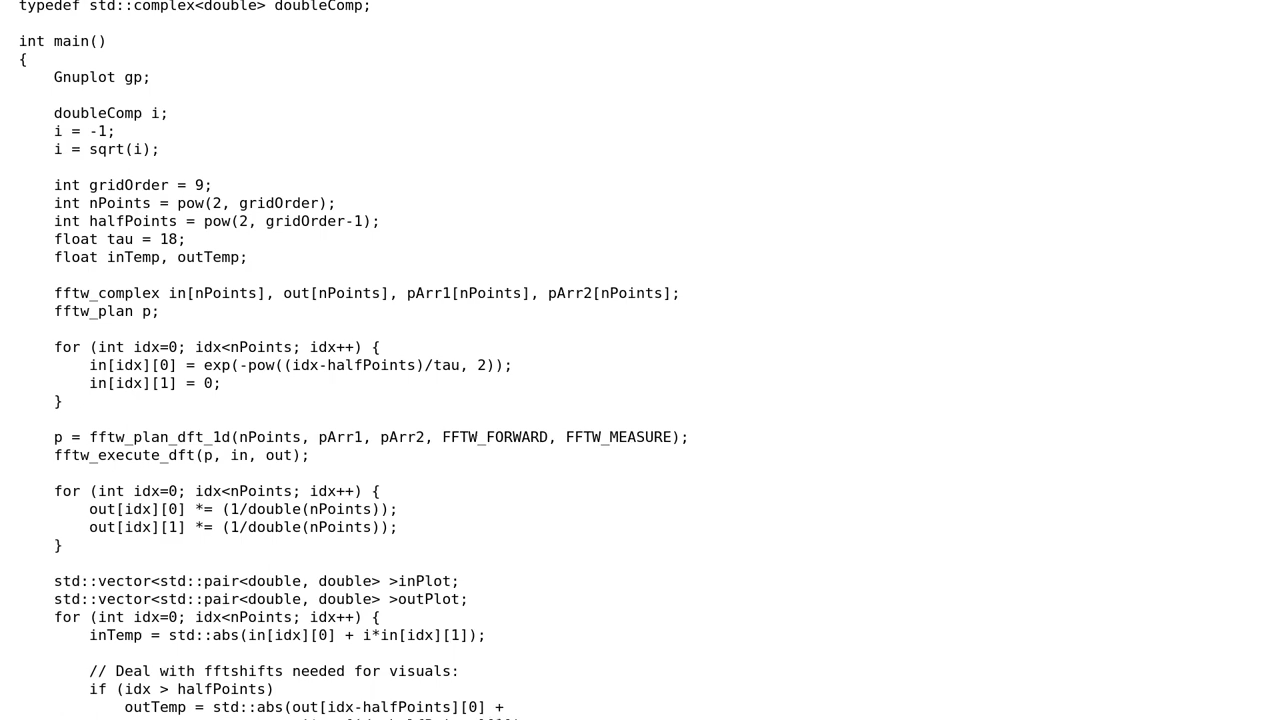 typedef std::complex<double> doubleComp;

int main()
{
    Gnuplot gp;

    doubleComp i;
    i = -1;
    i = sqrt(i);

    int gridOrder = 9;
    int nPoints = pow(2, gridOrder);
    int halfPoints = pow(2, gridOrder-1);
    float tau = 18;
    float inTemp, outTemp;

    fftw_complex in[nPoints], out[nPoints], pArr1[nPoints], pArr2[nPoints];
    fftw_plan p;

    for (int idx=0; idx<nPoints; idx++) {
        in[idx][0] = exp(-pow((idx-halfPoints)/tau, 2));
        in[idx][1] = 0;
    }

    p = fftw_plan_dft_1d(nPoints, pArr1, pArr2, FFTW_FORWARD, FFTW_MEASURE);
    fftw_execute_dft(p, in, out);

    for (int idx=0; idx<nPoints; idx++) {
        out[idx][0] *= (1/double(nPoints));
        out[idx][1] *= (1/double(nPoints));
    }

    std::vector<std::pair<double, double> >inPlot;
    std::vector<std::pair<double, double> >outPlot;
    for (int idx=0; idx<nPoints; idx++) {
        inTemp = std::abs(in[idx][0] + i*in[idx][1]);

        // Deal with fftshifts needed for visuals:
        if (idx > halfPoints)
            outTemp = std::abs(out[idx-halfPoints][0] +